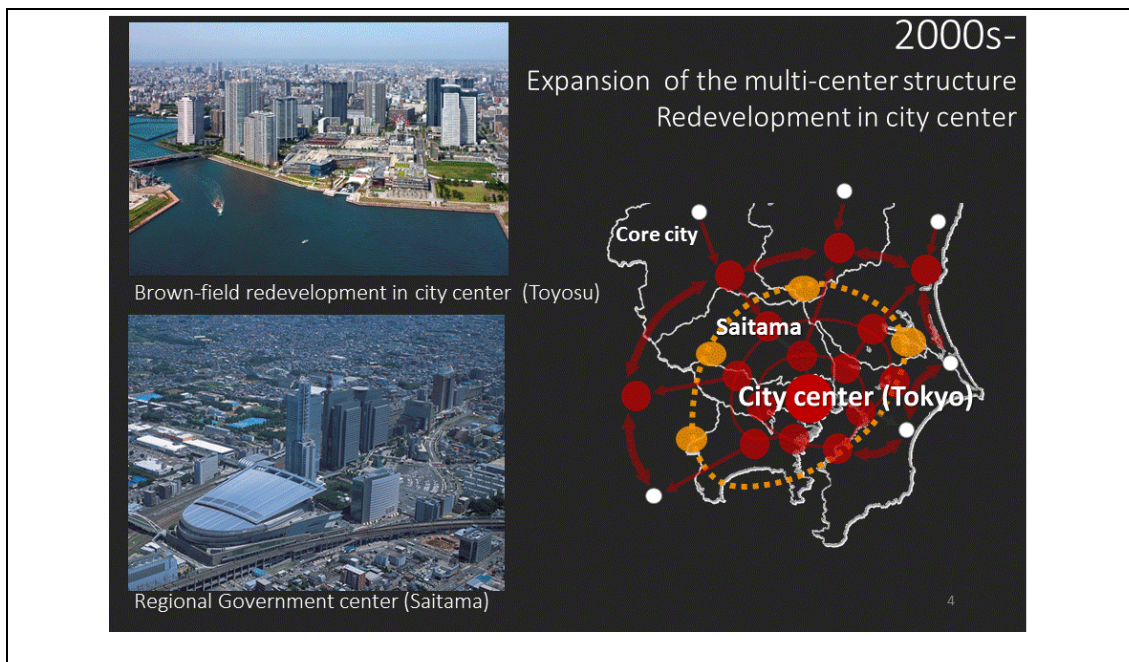 2000s-
Expansion of the multi-center structure
Redevelopment in city center
Brown-field redevelopment in city center (Toyosu)
Core city
Saitama
City center (Tokyo)
Regional Government center (Saitama)
4